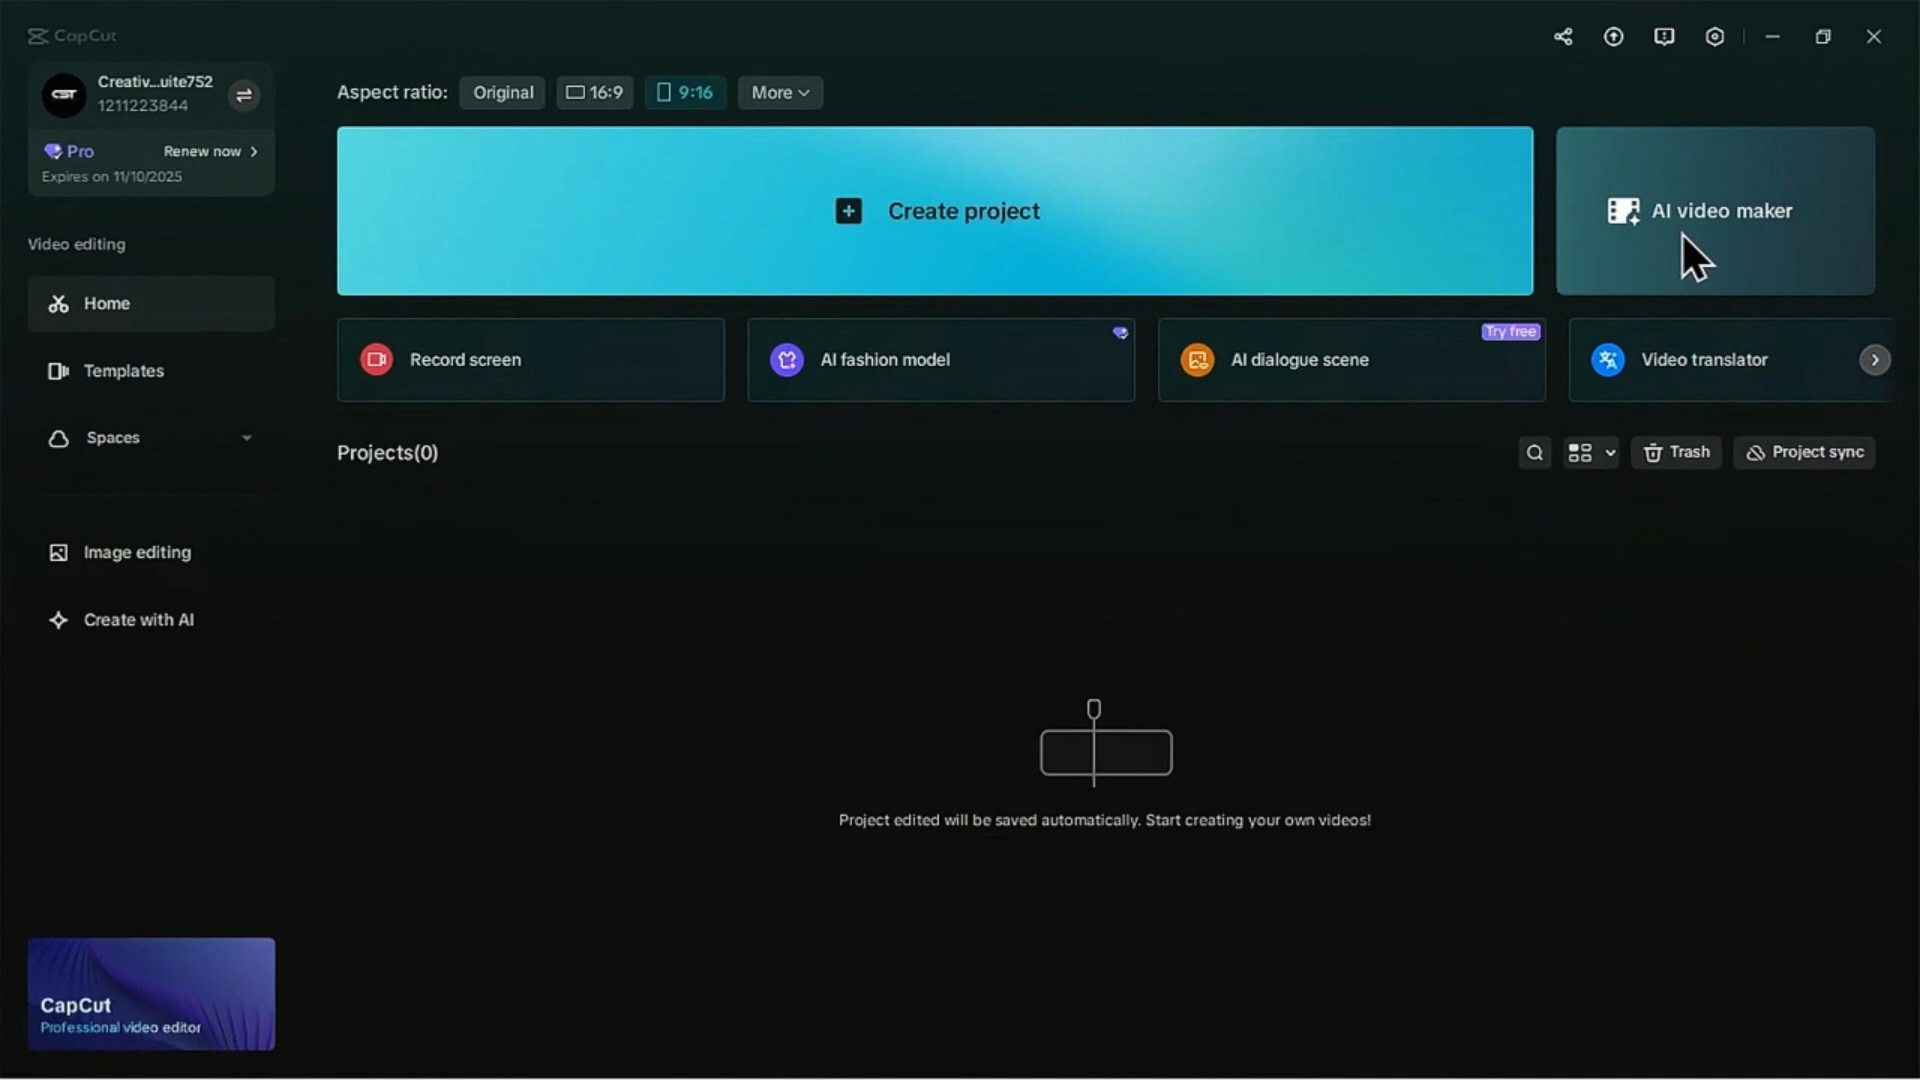 CapCut
Creativ...uite752
1211223844
Pro
Renew now
Expires on 11/10/2025
Video editing
Home
Templates
Spaces
Image editing
Create with AI
CapCut
Professional video editor
Aspect ratio:
Original
16:9
9:16
More
Create project
AI video maker
Record screen
AI fashion model
AI dialogue scene
Try free
Video translator
Projects(0)
Trash
Project sync
Project edited will be saved automatically. Start creating your own videos!